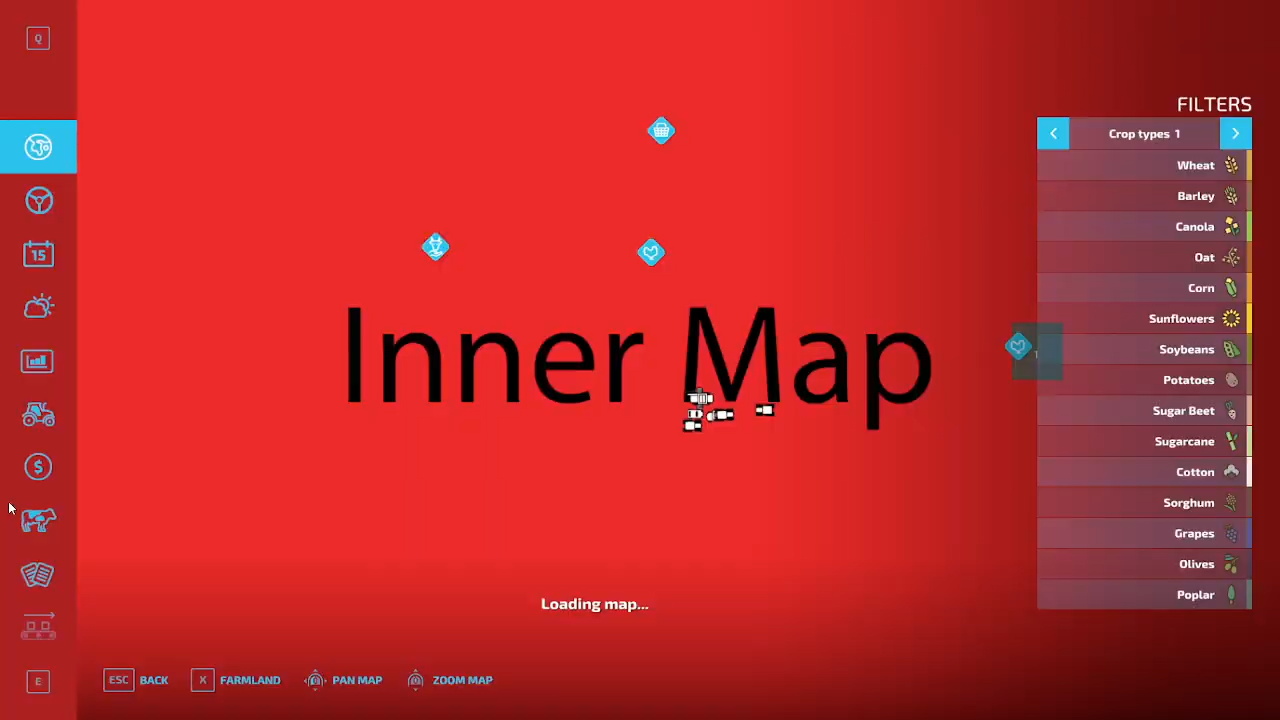 Q
FILTERS
Crop types 1
Wheat
Barley
Canola
Oat
15
Corn
Sunflowers
Inner Map
Soybeans
1
Potatoes
Sugar Beet
Sugarcane
$
Cotton
Sorghum
Grapes
Olives
Poplar
Loading map...
E
ESC BACK X FARMLAND PAN MAP ZOOM MAP